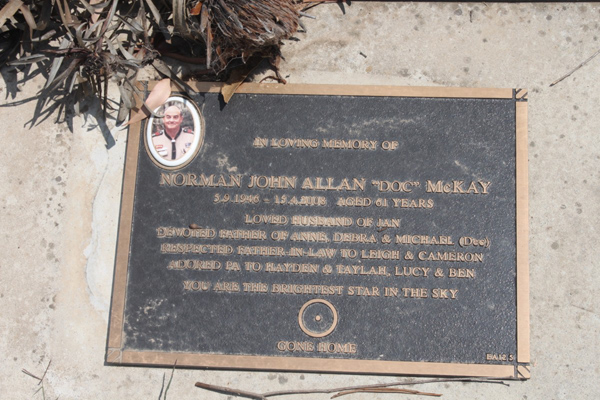 IN LOVING MEMORY OF
NORMAN JOHN ALLAN "DOC" McKAY
AGED 61 YEARS
LOVED HUSBAND OF JAN
DEVOTED FATHER OF ANNE, DEBRA & MICHAEL (Dec)
RESPECTED FATHER-IN-LAW TO LEIGH & CAMERON
ADORED PA TO HAYDEN & TAYLAH, LUCY & BEN
YOU ARE THE BRIGHTEST STAR IN THE SKY
GONE HOME